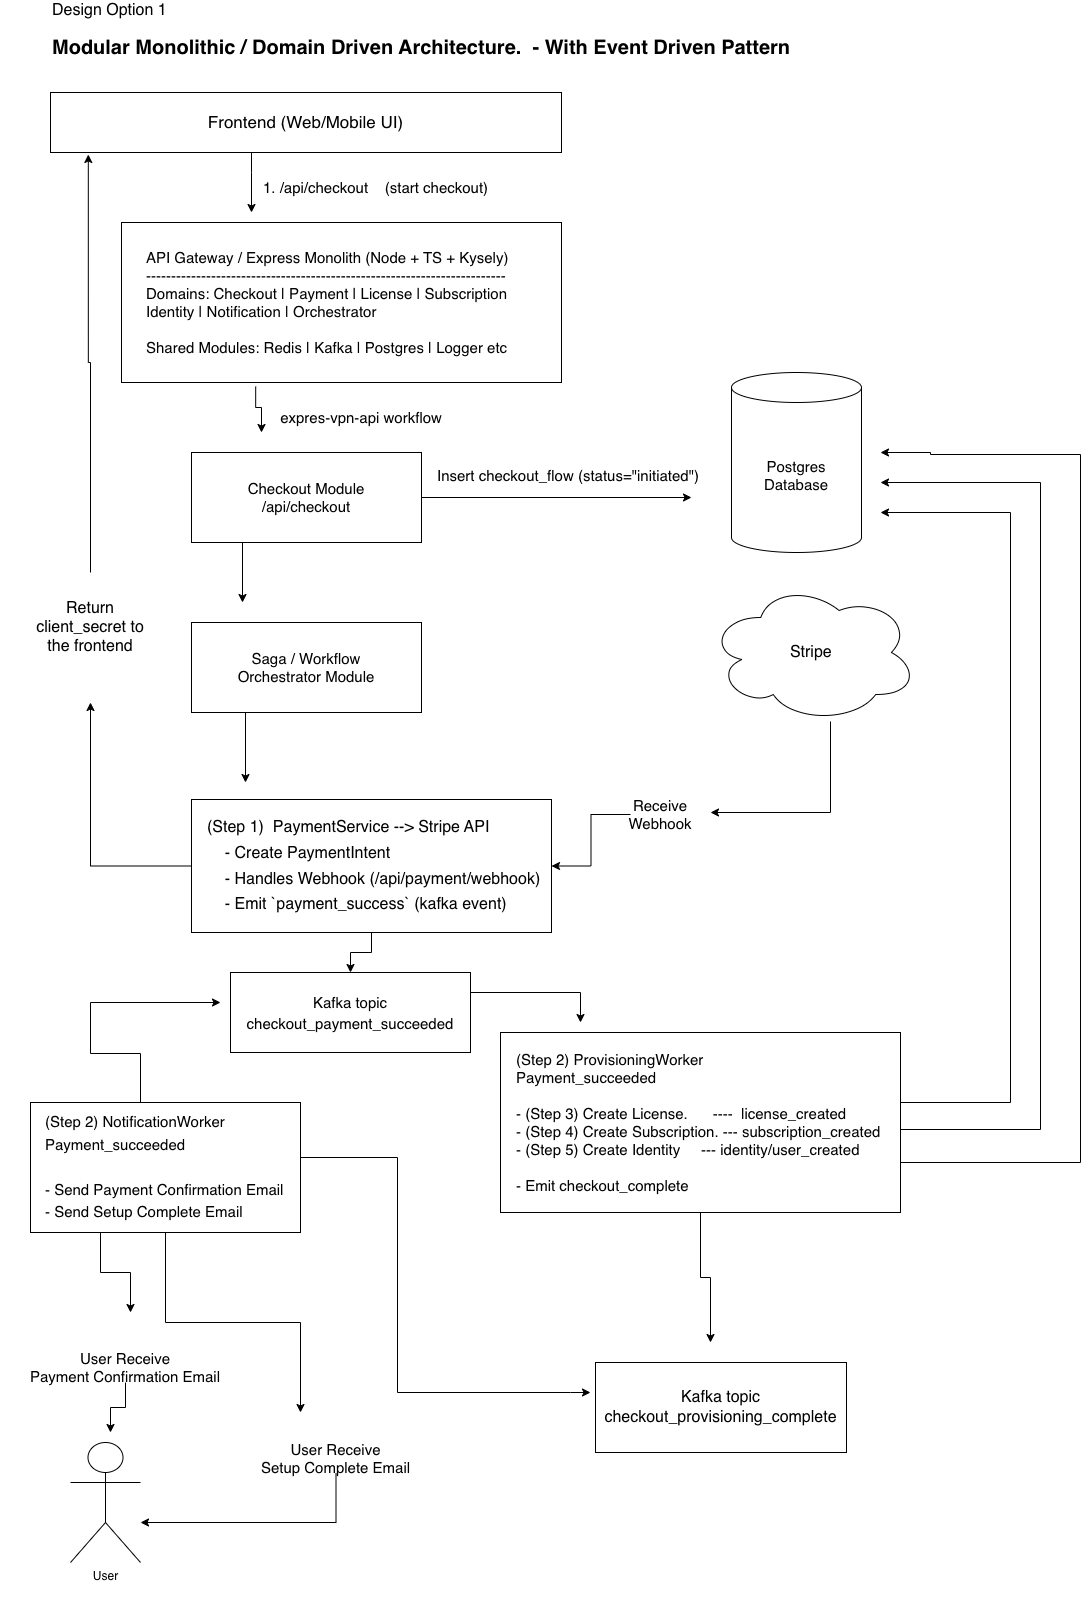 Design Option 1
Modular Monolithic / Domain Driven Architecture.  - With Event Driven Pattern
Frontend (Web/Mobile UI)
1. /api/checkout    (start checkout)
API Gateway / Express Monolith (Node + TS + Kysely)
------------------------------------------------------------------------
Domains: Checkout | Payment | License | Subscription
Identity | Notification | Orchestrator
Shared Modules: Redis | Kafka | Postgres | Logger etc
expres-vpn-api workflow
Checkout Module
/api/checkout
Insert checkout_flow (status="initiated")
Postgres
Database
Return
client_secret to
the frontend
Saga / Workflow
Orchestrator Module
Stripe
Receive
Webhook
(Step 1)  PaymentService --> Stripe API
- Create PaymentIntent
- Handles Webhook (/api/payment/webhook)
- Emit `payment_success` (kafka event)
Kafka topic
checkout_payment_succeeded
(Step 2) ProvisioningWorker
Payment_succeeded
- (Step 3) Create License.      ----  license_created
- (Step 4) Create Subscription. --- subscription_created
- (Step 5) Create Identity     --- identity/user_created
- Emit checkout_complete
(Step 2) NotificationWorker
Payment_succeeded
- Send Payment Confirmation Email
- Send Setup Complete Email
User Receive
Payment Confirmation Email
Kafka topic
checkout_provisioning_complete
User Receive
Setup Complete Email
User